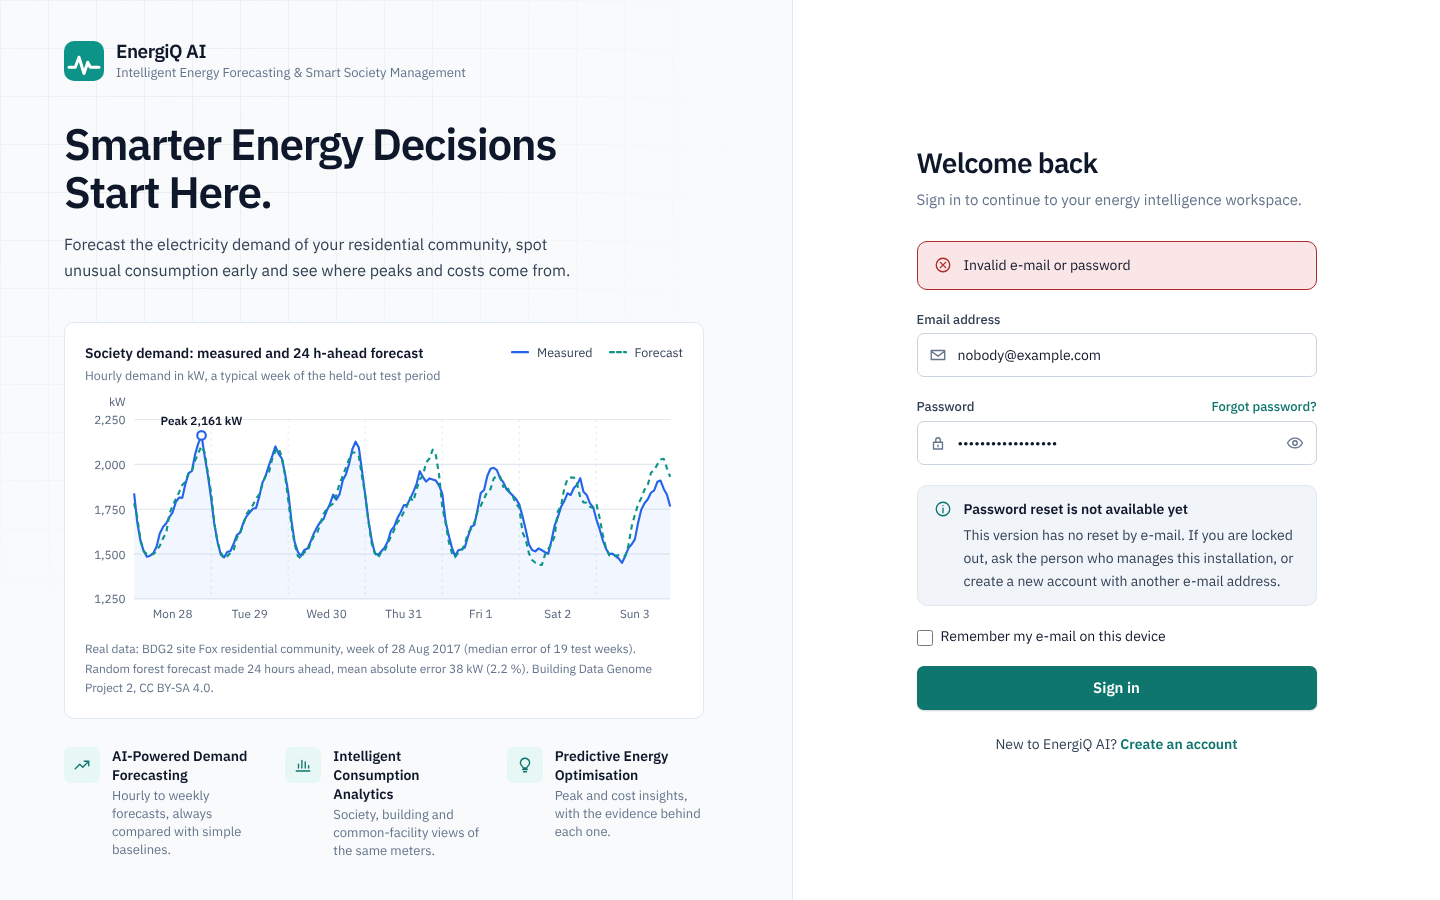 EnergiQ AI
Intelligent Energy Forecasting & Smart Society Management
Smarter Energy Decisions
Start Here.
Forecast the electricity demand of your residential community, spot
unusual consumption early and see where peaks and costs come from.
Society demand: measured and 24 h-ahead forecast
Measured
Forecast
Hourly demand in kW, a typical week of the held-out test period
kW
2,250
Peak 2,161 kW
2,000
1,750
1,500
1,250
Mon 28
Tue 29
Wed 30
Thu 31
Fri 1
Sat 2
Sun 3
Real data: BDG2 site Fox residential community, week of 28 Aug 2017 (median error of 19 test weeks).
Random forest forecast made 24 hours ahead, mean absolute error 38 kW (2.2 %). Building Data Genome
Project 2, CC BY-SA 4.0.
AI-Powered Demand
Forecasting
Hourly to weekly
forecasts, always
compared with simple
baselines.
Intelligent
Consumption
Analytics
Society, building and
common-facility views of
the same meters.
Predictive Energy
Optimisation
Peak and cost insights,
with the evidence behind
each one.
Welcome back
Sign in to continue to your energy intelligence workspace.
Invalid e-mail or password
Email address
nobody@example.com
Password
Forgot password?
•••••••••••••••••
Password reset is not available yet
This version has no reset by e-mail. If you are locked
out, ask the person who manages this installation, or
create a new account with another e-mail address.
Remember my e-mail on this device
Sign in
New to EnergiQ AI? Create an account